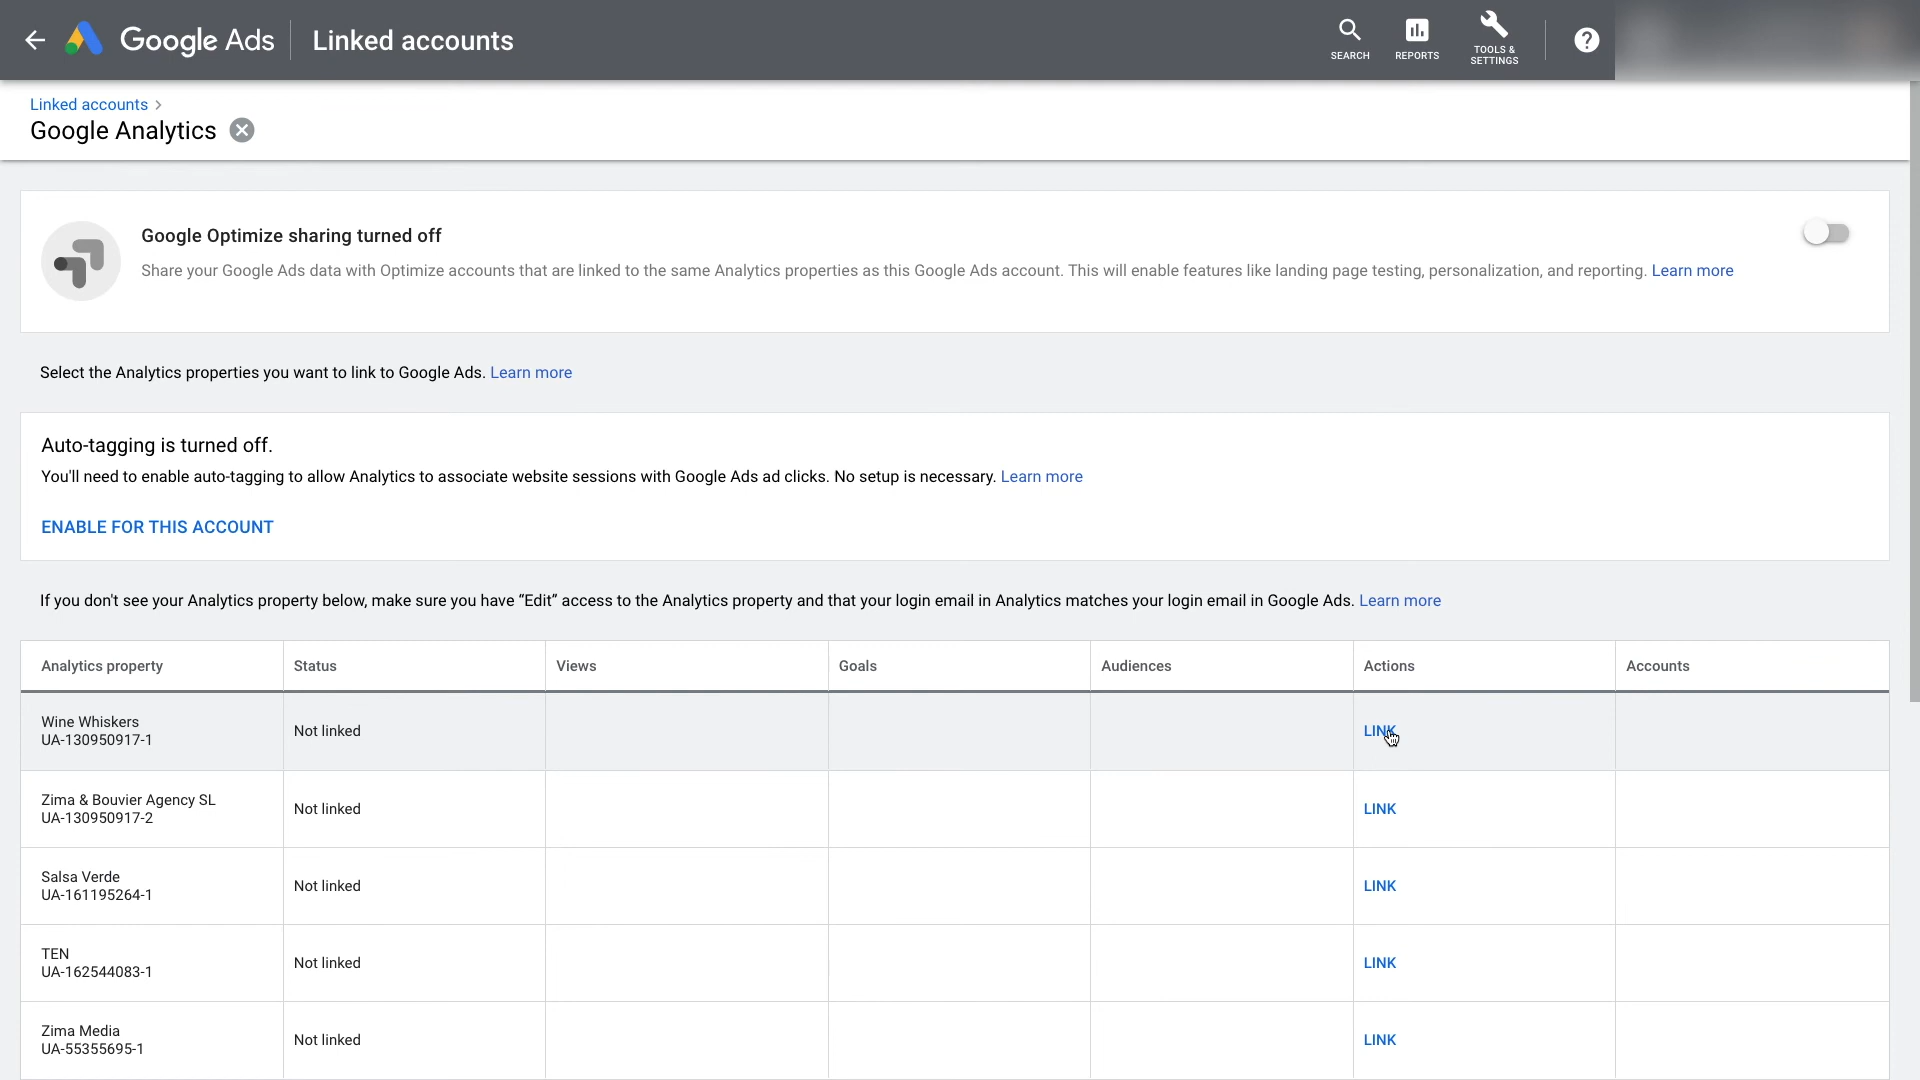 Google Ads
Linked accounts
SEARCH
REPORTS
TOOLS &
SETTINGS
Linked accounts >
Google Analytics
Google Optimize sharing turned off
Share your Google Ads data with Optimize accounts that are linked to the same Analytics properties as this Google Ads account. This will enable features like landing page testing, personalization, and reporting. Learn more
Select the Analytics properties you want to link to Google Ads. Learn more
Auto-tagging is turned off.
You'll need to enable auto-tagging to allow Analytics to associate website sessions with Google Ads ad clicks. No setup is necessary. Learn more
ENABLE FOR THIS ACCOUNT
If you don't see your Analytics property below, make sure you have “Edit” access to the Analytics property and that your login email in Analytics matches your login email in Google Ads. Learn more
Analytics property Status Views Goals Audiences Actions Accounts
Wine Whiskers
UA-130950917-1
Not linked
LINK
Zima & Bouvier Agency SL
UA-130950917-2
Not linked
LINK
Salsa Verde
UA-161195264-1
Not linked
LINK
TEN
UA-162544083-1
Not linked
LINK
Zima Media
UA-55355695-1
Not linked
LINK